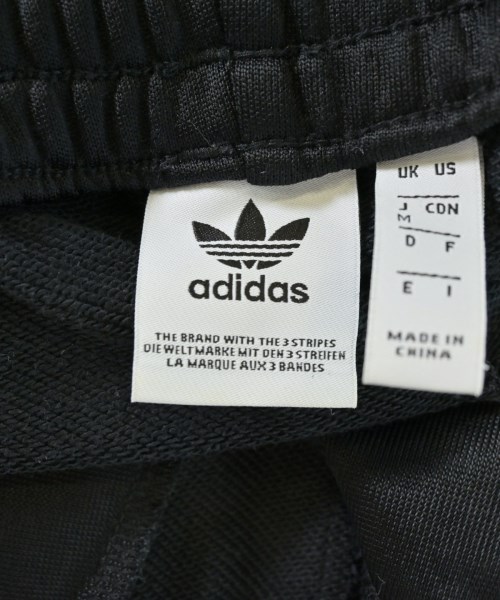 adidas
THE BRAND WITH THE 3 STRIPES
DIE WELTMARKE MIT DEN 3 STREIFEN
LA MARQUE AUX 3 BANDES
UK US
J CDN
M
D F
E I
MADE IN
CHINA